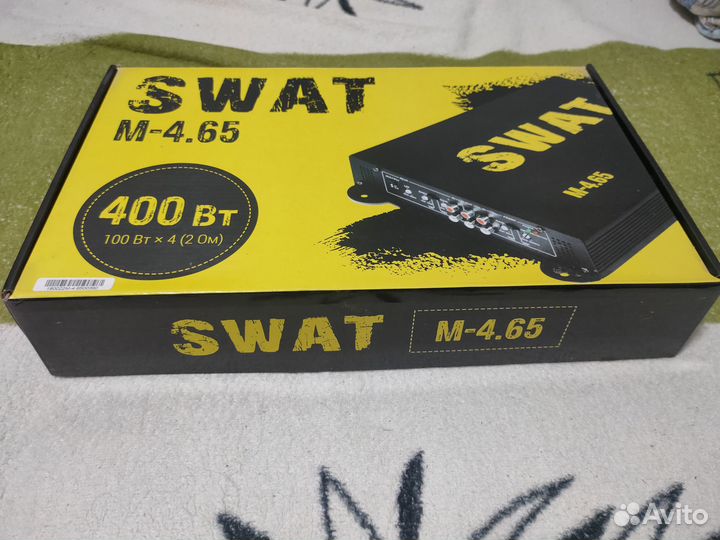 SWAT
M-4.65
400 Вт
100 Вт × 4 (2 Ом)
SWAT
M-4.65
SWAT
M-4.65
Avito